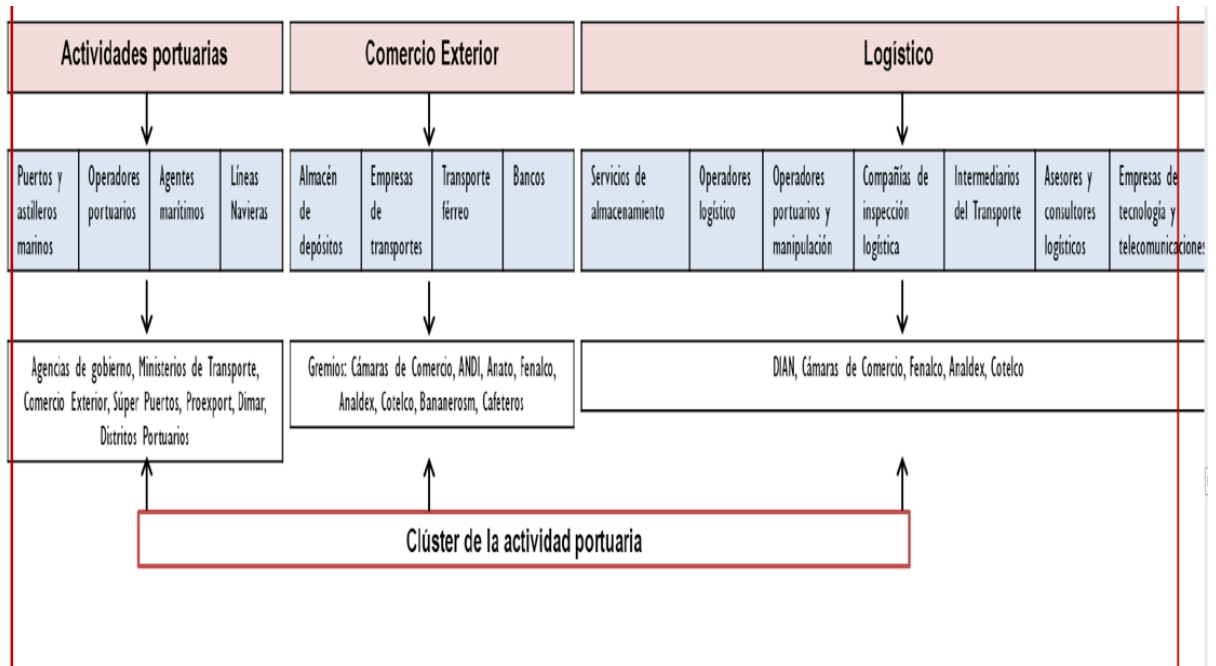 Actividades portuarias
Comercio Exterior
Logístico
Puertos y
astilleros
marinos
Operadores
portuarios
Agentes
marítimos
Líneas
Navieras
Almacén
de
depósitos
Empresas
de
transportes
Transporte
férreo
Bancos
Servicios de
almacenamiento
Operadores
logístico
Operadores
portuarios y
manipulación
Compañías de
inspección
logística
Intermediarios
del Transporte
Asesores y
consultores
logísticos
Empresas de
tecnología y
telecomunicaciones
Agencias de gobierno, Ministerios de Transporte,
Comercio Exterior, Súper Puertos, Proexport, Dimar,
Distritos Portuarios
Gremios: Cámaras de Comercio, ANDI, Anato, Fenalco,
Analdex, Cotelco, Bananerosm, Cafeteros
DIAN, Cámaras de Comercio, Fenalco, Analdex, Cotelco
Clúster de la actividad portuaria